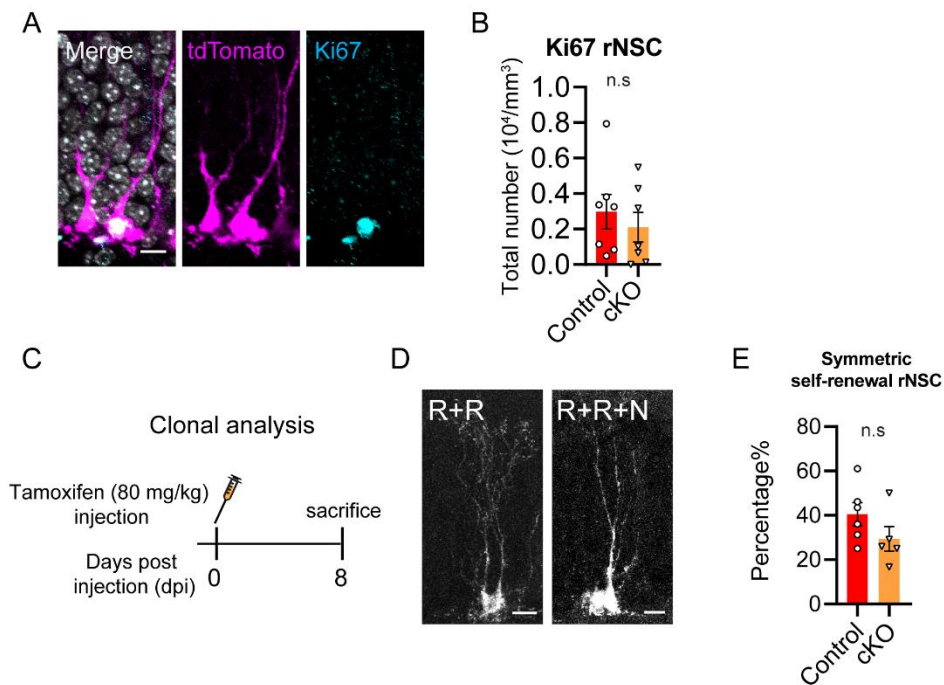 A
Merge
tdTomato
Ki67
B
Ki67 rNSC
n.s
Total number (10⁴/mm³)
1.0
0.8
0.6
0.4
0.2
0.0
Control
cKO
C
Clonal analysis
Tamoxifen (80 mg/kg)
injection
sacrifice
Days post
injection (dpi)
0
8
D
R+R
R+R+N
E
Symmetric
self-renewal rNSC
n.s
Percentage%
80
60
40
20
0
Control
cKO